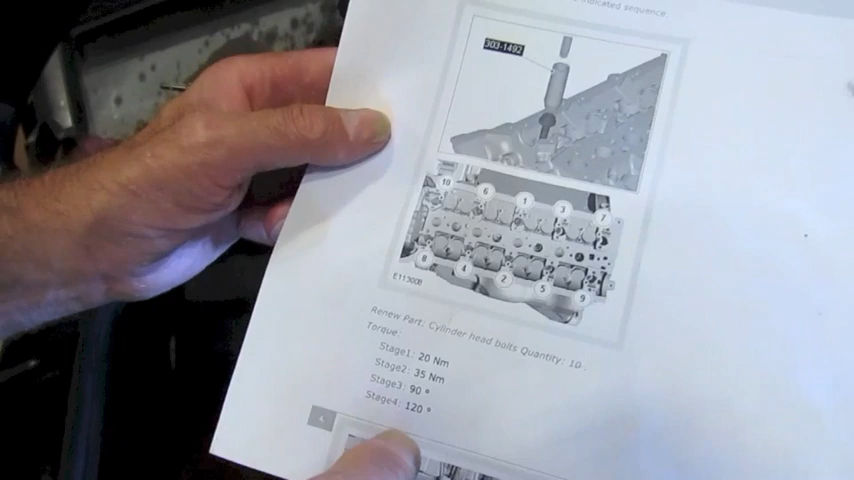 indicated sequence.
303-1492
10 6 1 3 7
8 4 2 5 9
E113008
Renew Part: Cylinder head bolts Quantity: 10 .
Torque:
Stage1: 20 Nm
Stage2: 35 Nm
Stage3: 90 °
Stage4: 120 °
4.